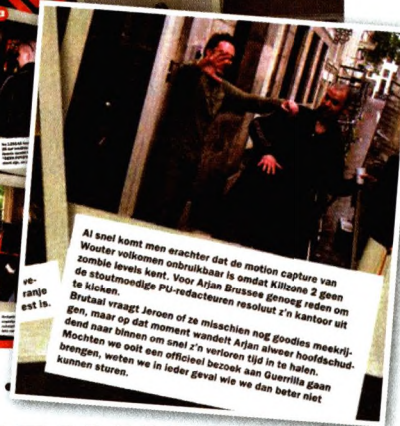 Al snel komt men erachter dat de motion capture van
Wouter volkomen onbruikbaar is omdat Killzone 2 geen
zombie levels kent. Voor Arjan Brussee genoeg reden om
de stoutmoedige PU-redacteuren resoluut z'n kantoor uit
te kicken.
Brutaal vraagt Jeroen of ze misschien nog goodies meekrij-
gen, maar op dat moment wandelt Arjan alweer hoofdschud-
dend naar binnen om snel z'n verloren tijd in te halen.
Mochten we ooit een officieel bezoek aan Guerrilla gaan
brengen, weten we in ieder geval wie we dan beter niet
kunnen sturen.
ve-
ranje
est is.